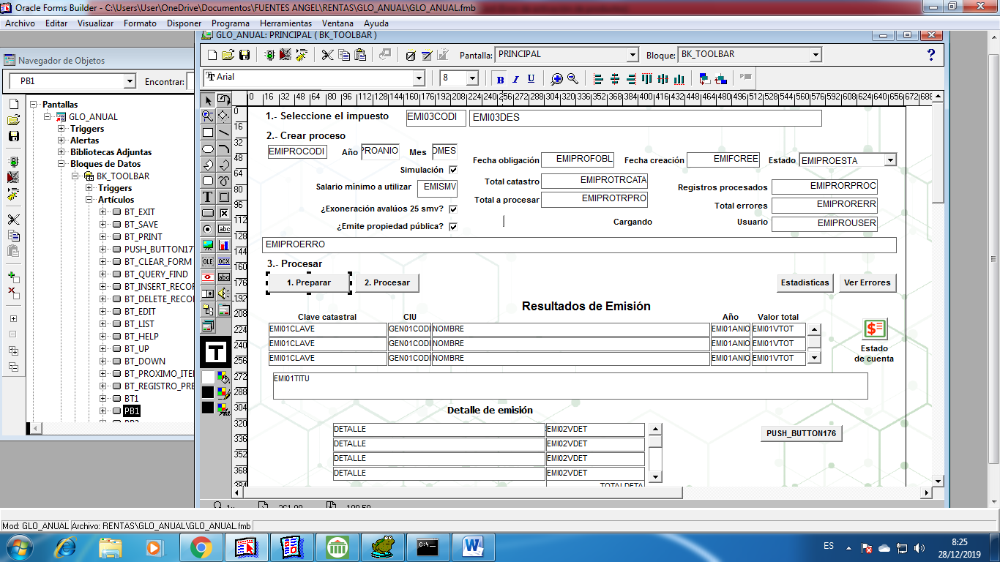 Oracle Forms Builder - C:\Users\User\OneDrive\Documentos\FUENTES ANGEL\RENTAS\GLO_ANUAL\GLO_ANUAL.fmb
Archivo Editar Visualizar Formato Disponer Programa Herramientas Ventana Ayuda
GLO_ANUAL: PRINCIPAL ( BK_TOOLBAR )
Pantalla: PRINCIPAL Bloque: BK_TOOLBAR ?
Arial 8 B I U
Navegador de Objetos
PB1 Encontrar:
Pantallas
GLO_ANUAL
Triggers
Alertas
Bibliotecas Adjuntas
Bloques de Datos
BK_TOOLBAR
Triggers
Artículos
BT_EXIT
BT_SAVE
BT_PRINT
PUSH_BUTTON17
BT_CLEAR_FORM
BT_QUERY_FIND
BT_INSERT_RECO
BT_DELETE_RECO
BT_EDIT
BT_LIST
BT_HELP
BT_UP
BT_DOWN
BT_PROXIMO_ITE
BT_REGISTRO_PRE
BT1
PB1
0 16 32 48 64 80 96 112 128 144 160 176 192 208 224 240 256 272 288 304 320 336 352 368 384 400 416 432 448 464 480 496 512 528 544 560 576 592 608 624 640 656 672 688
0
16
32
48
64
80
96
112
128
144
160
176
192
208
224
240
256
272
288
304
320
336
352
368
384
1.- Seleccione el impuesto EMI03CODI EMI03DES
2.- Crear proceso
EMIPROCODI Año PROANIO Mes OMES
Fecha obligación EMIPROFOBL Fecha creación EMIFCREE Estado EMIPROESTA
Simulación
Salario mínimo a utilizar EMISMV
Total catastro EMIPROTRCATA
Registros procesados EMIPRORPROC
Total a procesar EMIPROTRPRO
Total errores EMIPRORERR
¿Exoneración avalúos 25 smv?
¿Emite propiedad pública?
Cargando
Usuario EMIPROUSER
EMIPROERRO
3.- Procesar
1. Preparar 2. Procesar Estadísticas Ver Errores
Resultados de Emisión
Clave catastral CIU Año Valor total
EMI01CLAVE GEN01CODI NOMBRE EMI01ANIO EMI01VTOT
EMI01CLAVE GEN01CODI NOMBRE EMI01ANIO EMI01VTOT
EMI01CLAVE GEN01CODI NOMBRE EMI01ANIO EMI01VTOT
Estado
de cuenta
EMI01TITU
Detalle de emisión
DETALLE EMI02VDET
DETALLE EMI02VDET
DETALLE EMI02VDET
DETALLE EMI02VDET
PUSH_BUTTON176
Mod: GLO_ANUAL Archivo: RENTAS\GLO_ANUAL\GLO_ANUAL.fmb
ES
8:25
28/12/2019